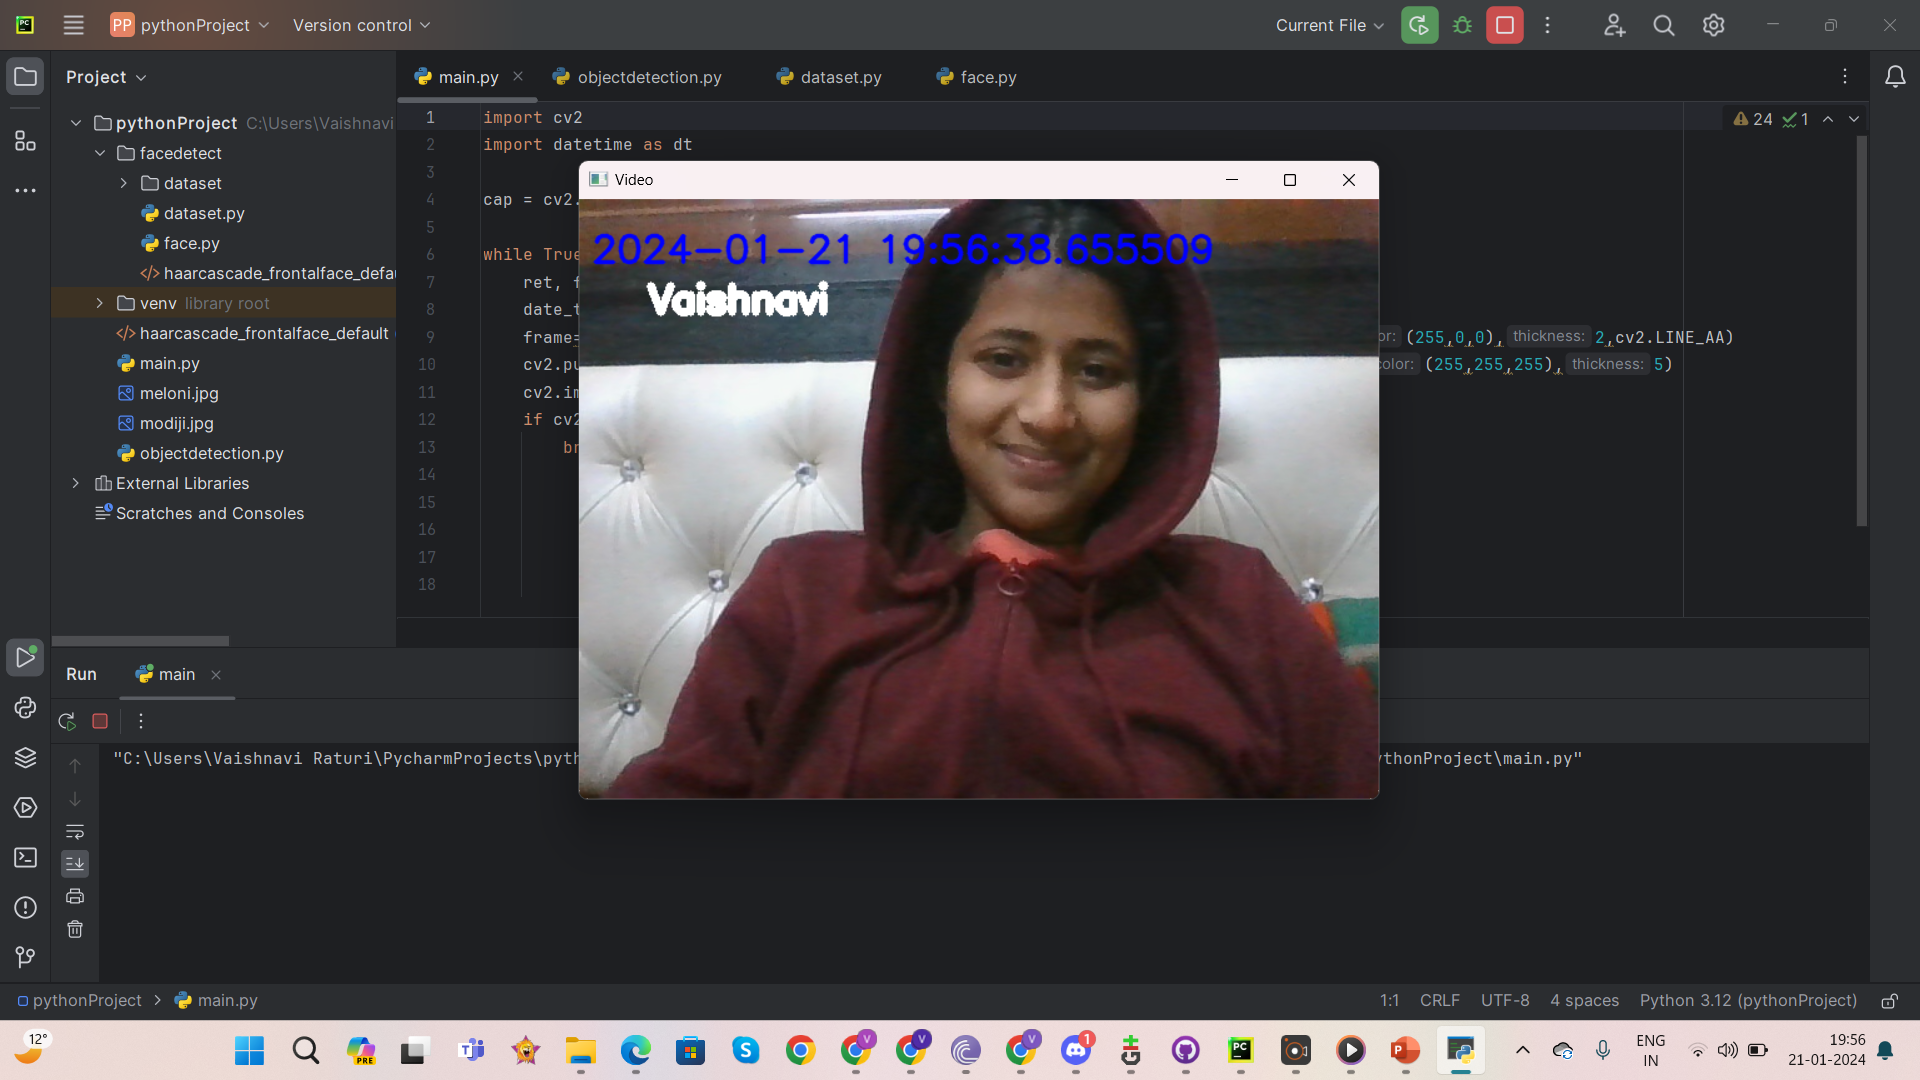 PC
PP pythonProject
Version control
Current File
Project
main.py
objectdetection.py
dataset.py
face.py
pythonProject C:\Users\Vaishnavi
facedetect
dataset
dataset.py
face.py
haarcascade_frontalface_defau
venv library root
haarcascade_frontalface_default
main.py
meloni.jpg
modiji.jpg
objectdetection.py
External Libraries
Scratches and Consoles
1 import cv2
2 import datetime as dt
3
4 cap = cv2.
5
6 while True
7 ret, f
8 date_t
9 frame= or: (255,0,0), thickness: 2,cv2.LINE_AA)
10 cv2.pu color: (255,255,255), thickness: 5)
11 cv2.im
12 if cv2
13 br
14
15
16
17
18
24 1
Video
2024-01-21 19:56:38.655509
Vaishnavi
Run main
"C:\Users\Vaishnavi Raturi\PycharmProjects\pyth ythonProject\main.py"
pythonProject > main.py
1:1 CRLF UTF-8 4 spaces Python 3.12 (pythonProject)
12°
PRE
V
V
V
1
PC
ENG
IN
19:56
21-01-2024